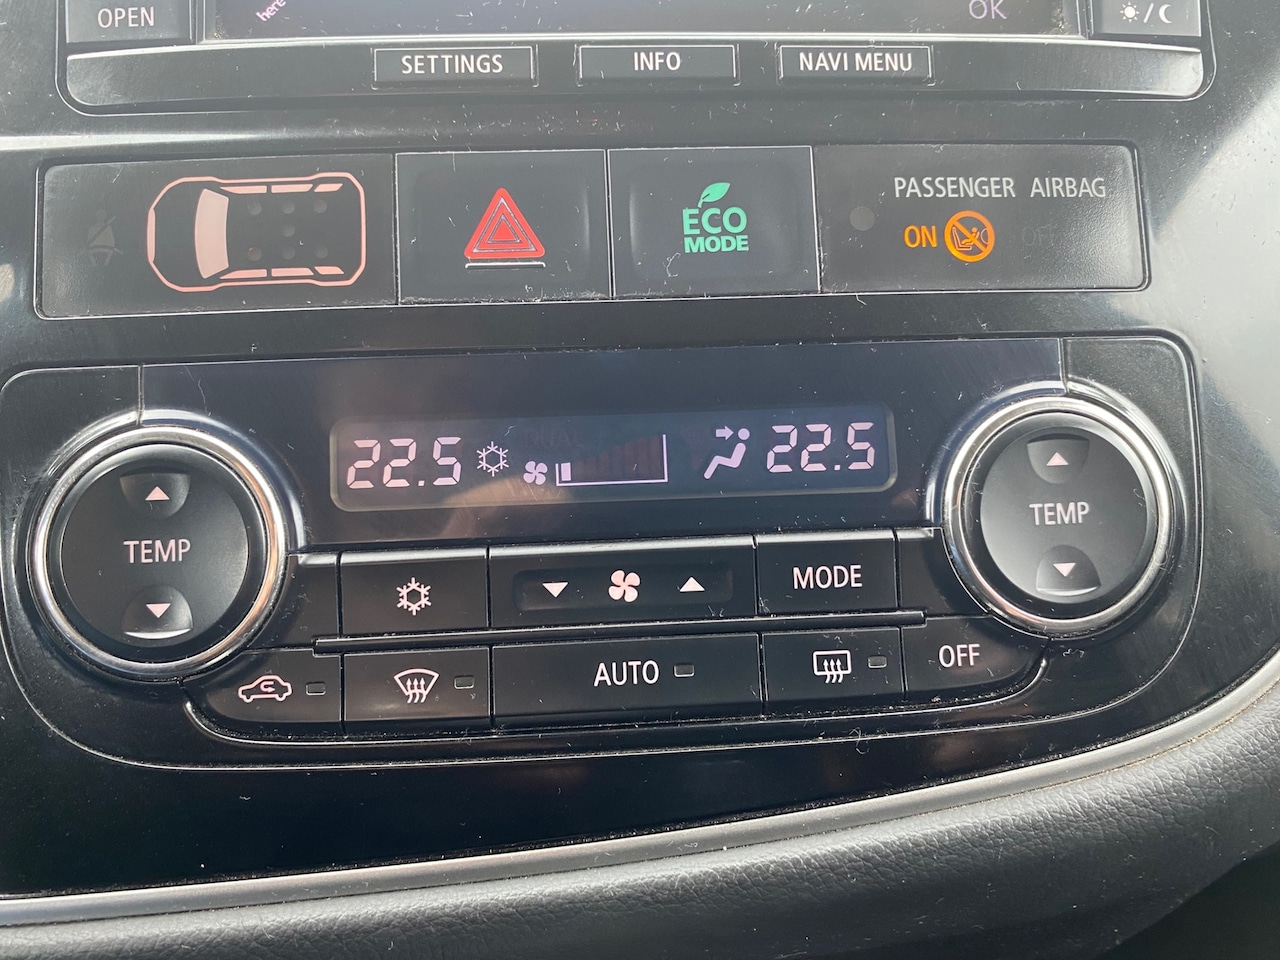 OPEN
here
OK
SETTINGS
INFO
NAVI MENU
ECO
MODE
PASSENGER AIRBAG
ON
22.5
22.5
TEMP
TEMP
MODE
AUTO
OFF